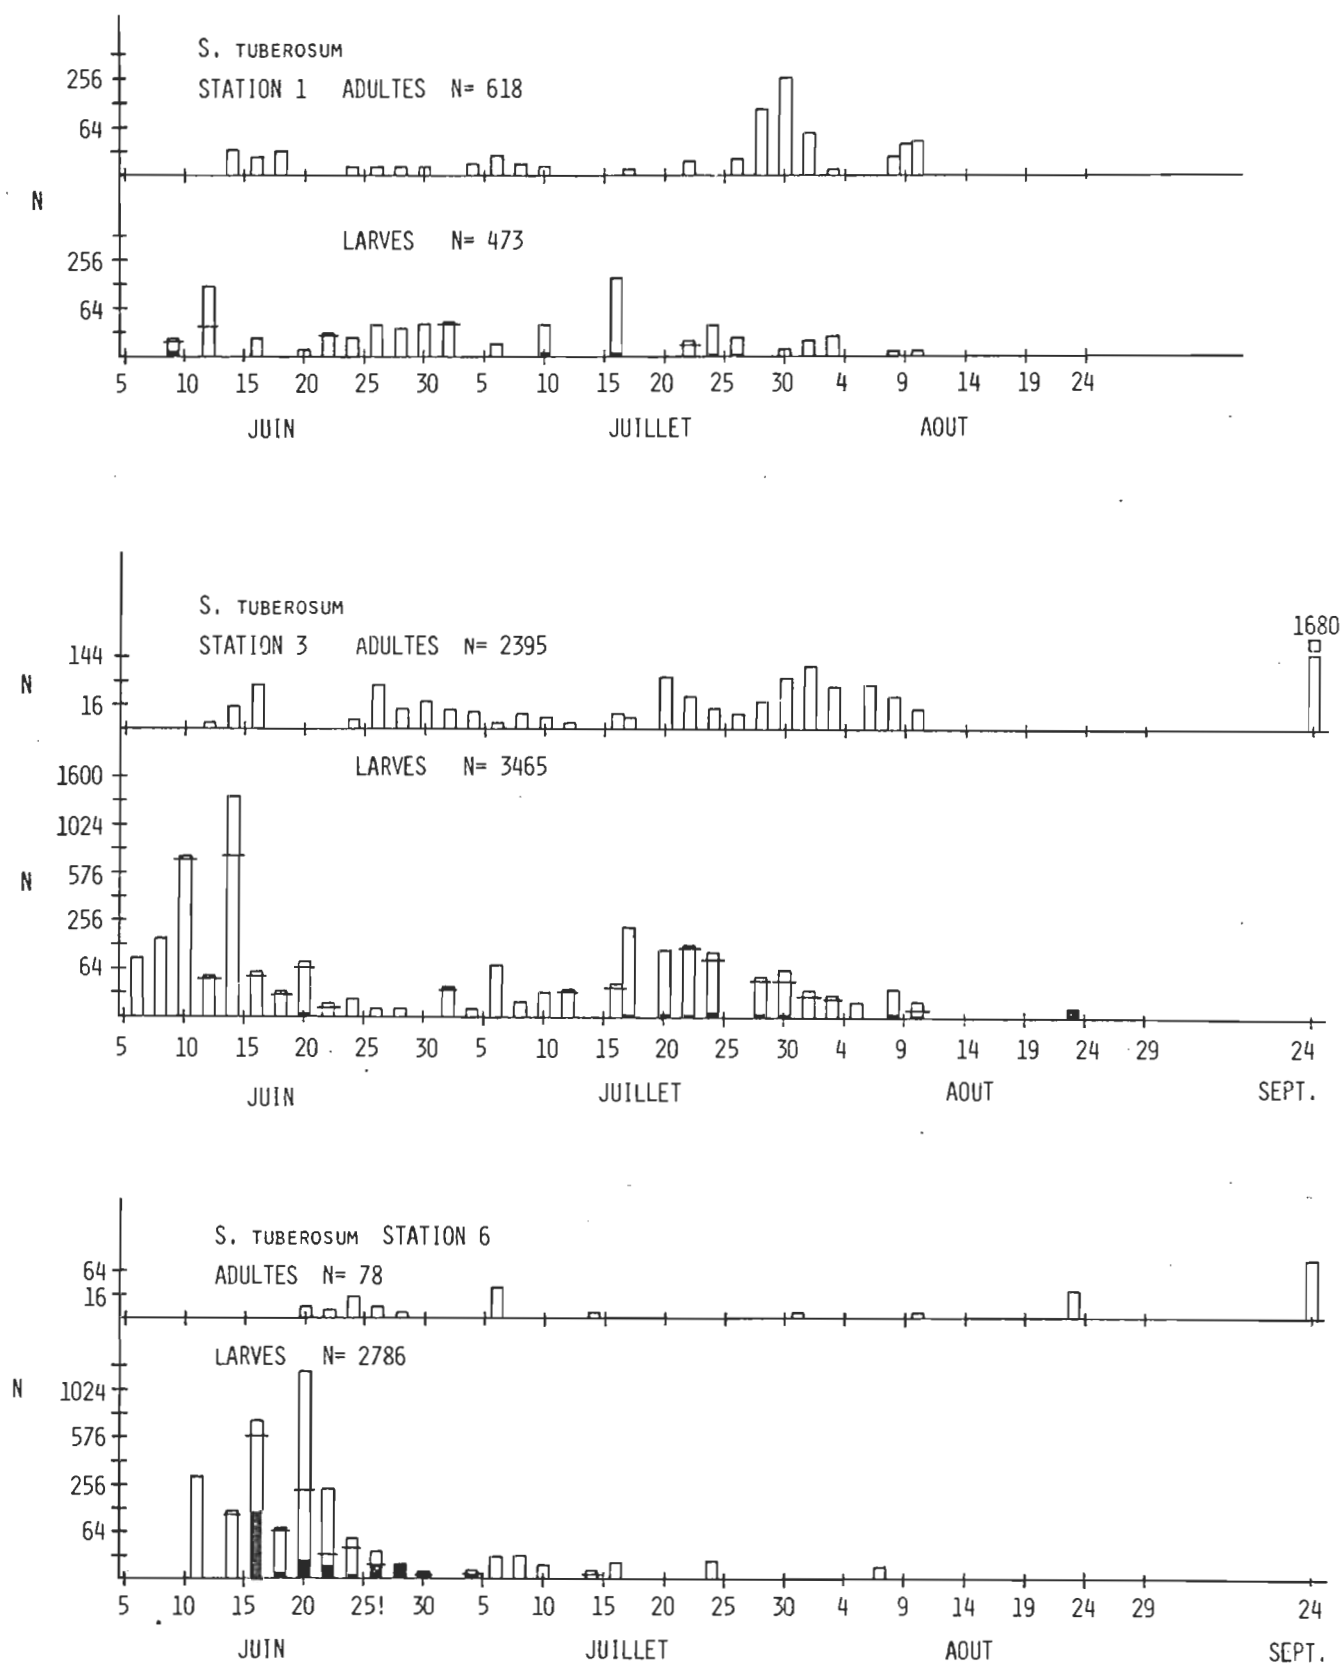 S. TUBEROSUM
256
STATION 1 ADULTES N= 618
64
N
LARVES N= 473
256
64
5 10 15 20 25 30 5 10 15 20 25 30 4 9 14 19 24
JUIN JUILLET AOUT
S. TUBEROSUM
1680
STATION 3 ADULTES N= 2395
144
N
16
LARVES N= 3465
1600
1024
576
N
256
64
5 10 15 20 25 30 5 10 15 20 25 30 4 9 14 19 24 29 24
JUIN JUILLET AOUT SEPT.
S. TUBEROSUM STATION 6
64
ADULTES N= 78
16
LARVES N= 2786
N 1024
576
256
64
5 10 15 20 25! 30 5 10 15 20 25 30 4 9 14 19 24 29 24
JUIN JUILLET AOUT SEPT.